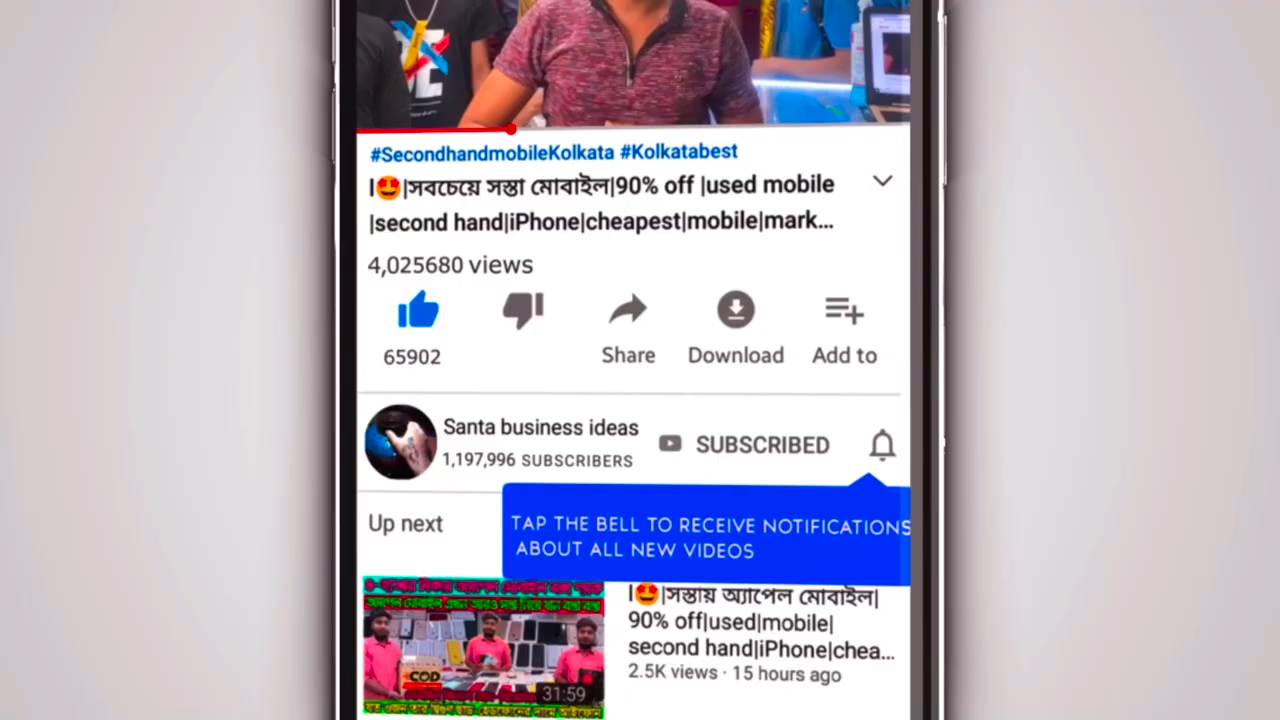 #SecondhandmobileKolkata #Kolkatabest
I🤩|সবচেয়ে সস্তা মোবাইল|90% off |used mobile
|second hand|iPhone|cheapest|mobile|mark...
4,025680 views
65902
Share
Download
Add to
Santa business ideas
1,197,996 SUBSCRIBERS
SUBSCRIBED
TAP THE BELL TO RECEIVE NOTIFICATIONS
ABOUT ALL NEW VIDEOS
Up next
I🤩|সস্তায় অ্যাপেল মোবাইল|
90% off|used|mobile|
second hand|iPhone|chea...
2.5K views · 15 hours ago
COD
31:59